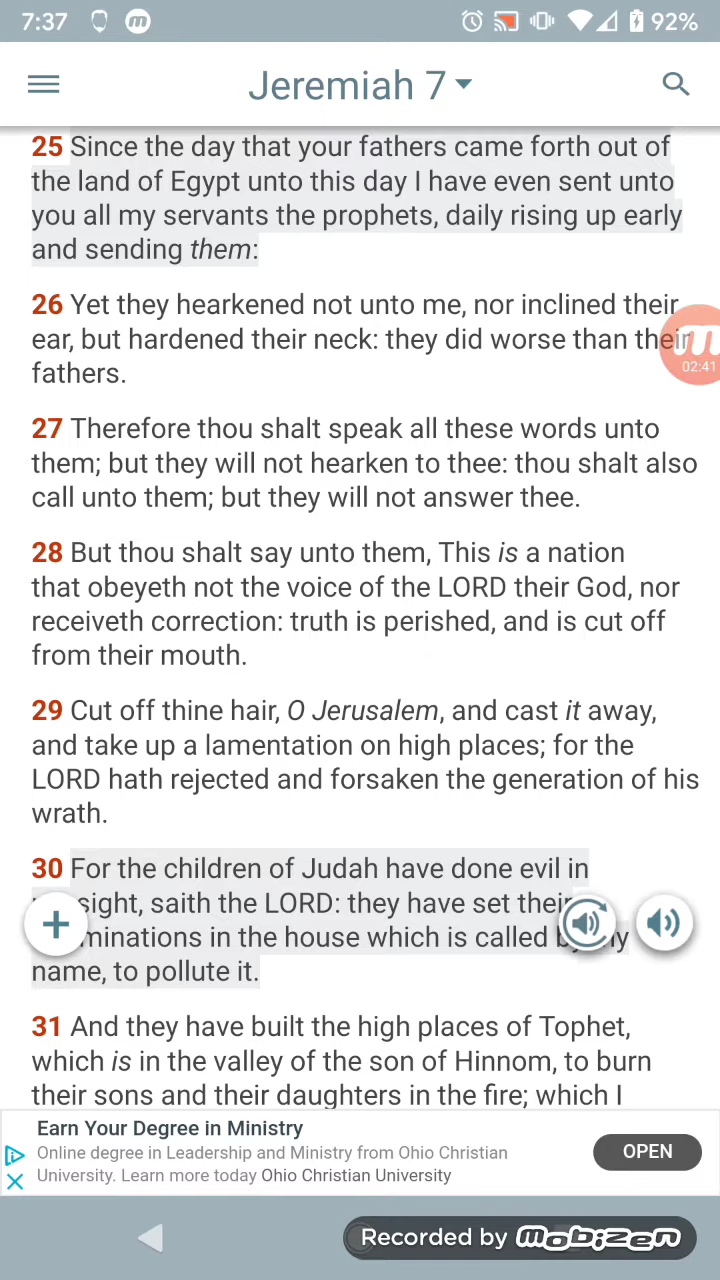 7:37 m 92%
Jeremiah 7
25 Since the day that your fathers came forth out of
the land of Egypt unto this day I have even sent unto
you all my servants the prophets, daily rising up early
and sending them:
26 Yet they hearkened not unto me, nor inclined their
ear, but hardened their neck: they did worse than their
fathers.
m
02:41
27 Therefore thou shalt speak all these words unto
them; but they will not hearken to thee: thou shalt also
call unto them; but they will not answer thee.
28 But thou shalt say unto them, This is a nation
that obeyeth not the voice of the LORD their God, nor
receiveth correction: truth is perished, and is cut off
from their mouth.
29 Cut off thine hair, O Jerusalem, and cast it away,
and take up a lamentation on high places; for the
LORD hath rejected and forsaken the generation of his
wrath.
30 For the children of Judah have done evil in
sight, saith the LORD: they have set their
minations in the house which is called by my
name, to pollute it.
31 And they have built the high places of Tophet,
which is in the valley of the son of Hinnom, to burn
their sons and their daughters in the fire; which I
Earn Your Degree in Ministry
Online degree in Leadership and Ministry from Ohio Christian
University. Learn more today Ohio Christian University
OPEN
Recorded by mobizen